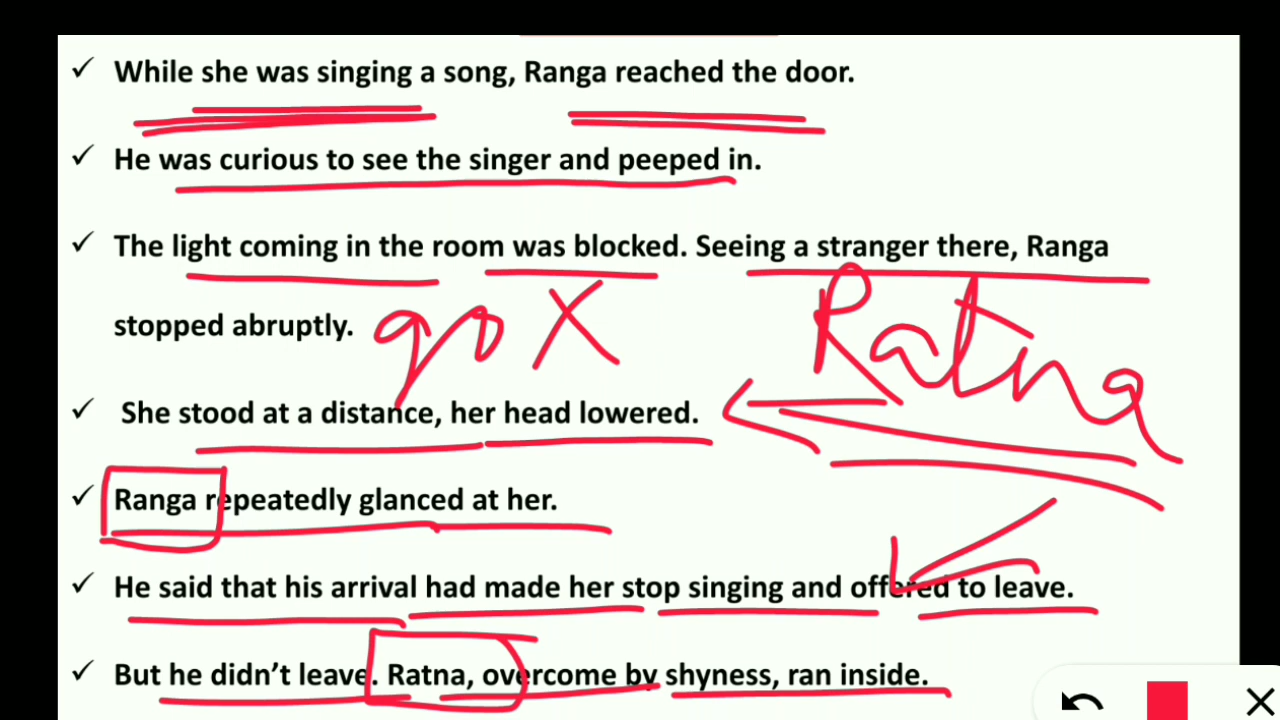 ✓ While she was singing a song, Ranga reached the door.
✓ He was curious to see the singer and peeped in.
✓ The light coming in the room was blocked. Seeing a stranger there, Ranga
stopped abruptly.
Ratna
✓ She stood at a distance, her head lowered.
✓ Ranga repeatedly glanced at her.
✓ He said that his arrival had made her stop singing and offered to leave.
✓ But he didn't leave. Ratna, overcome by shyness, ran inside.